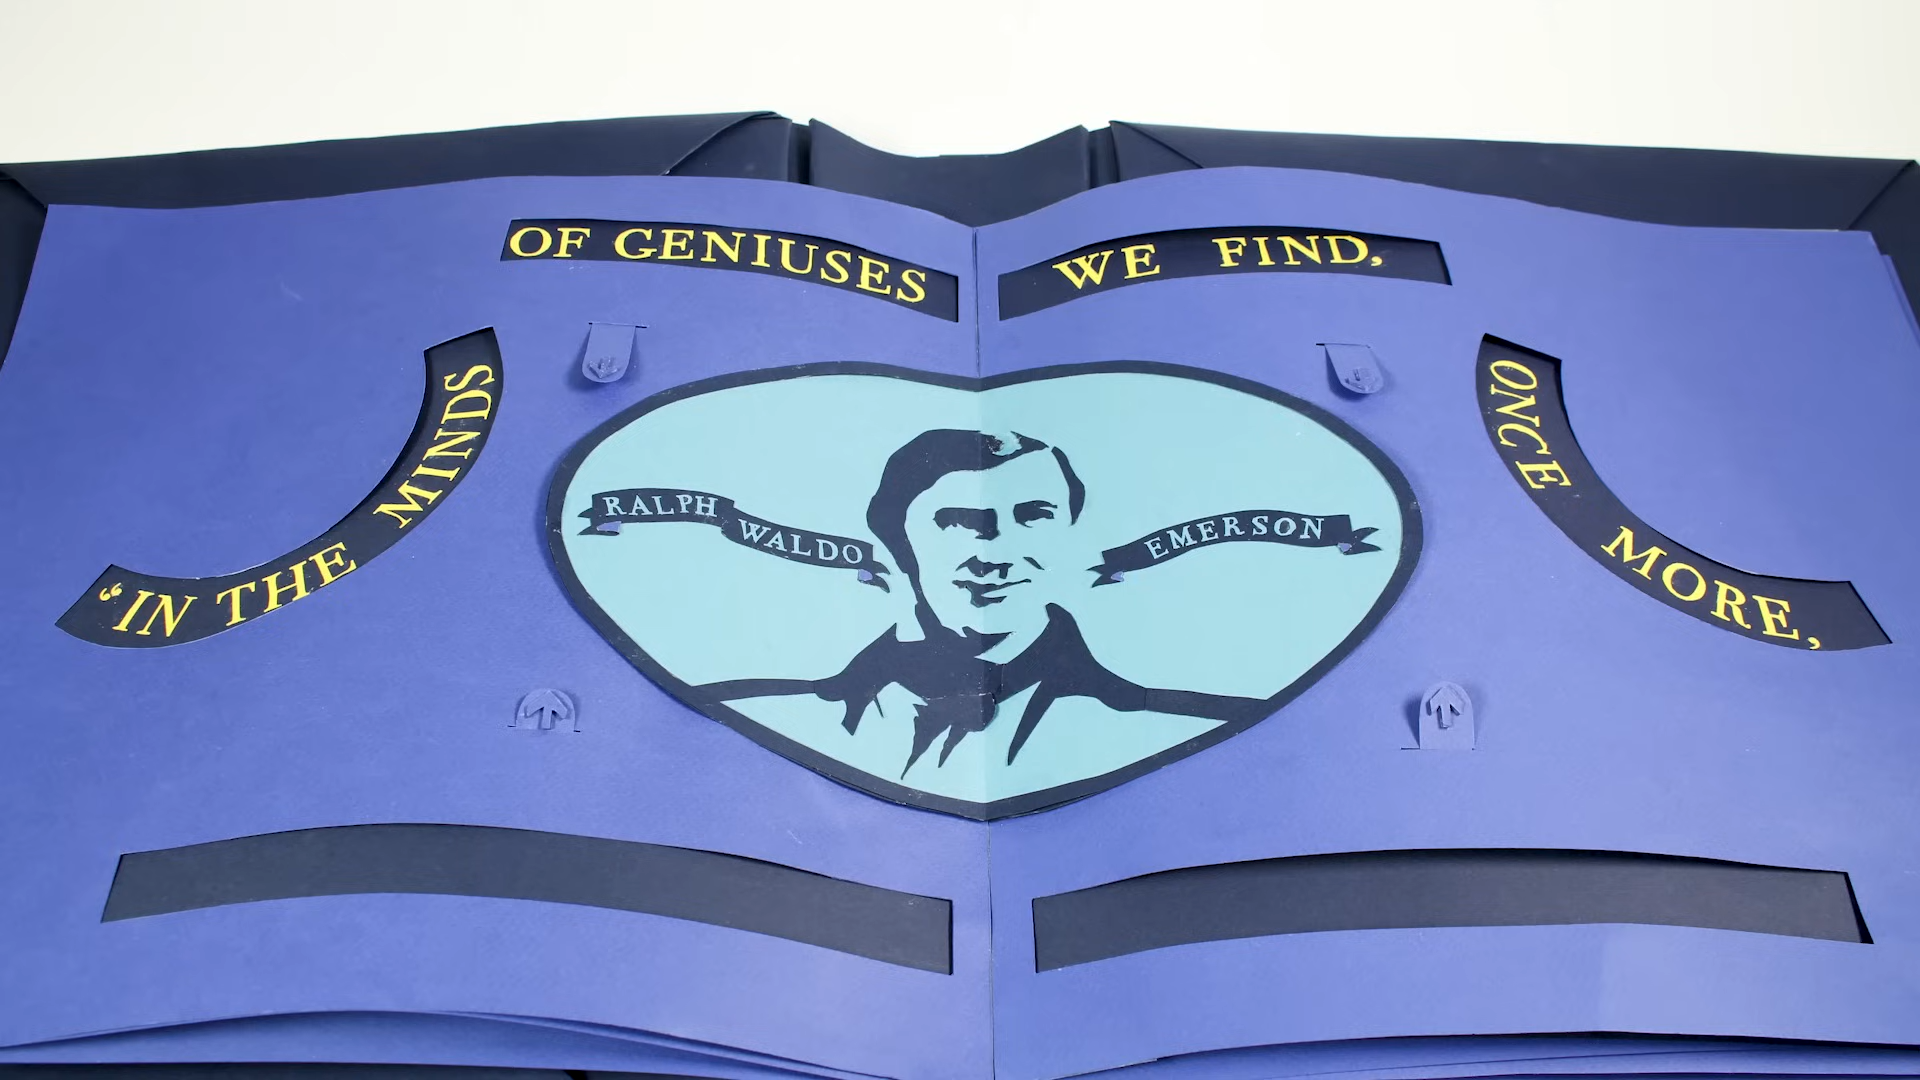 “IN THE MINDS
OF GENIUSES
WE FIND,
ONCE MORE,
RALPH WALDO
EMERSON